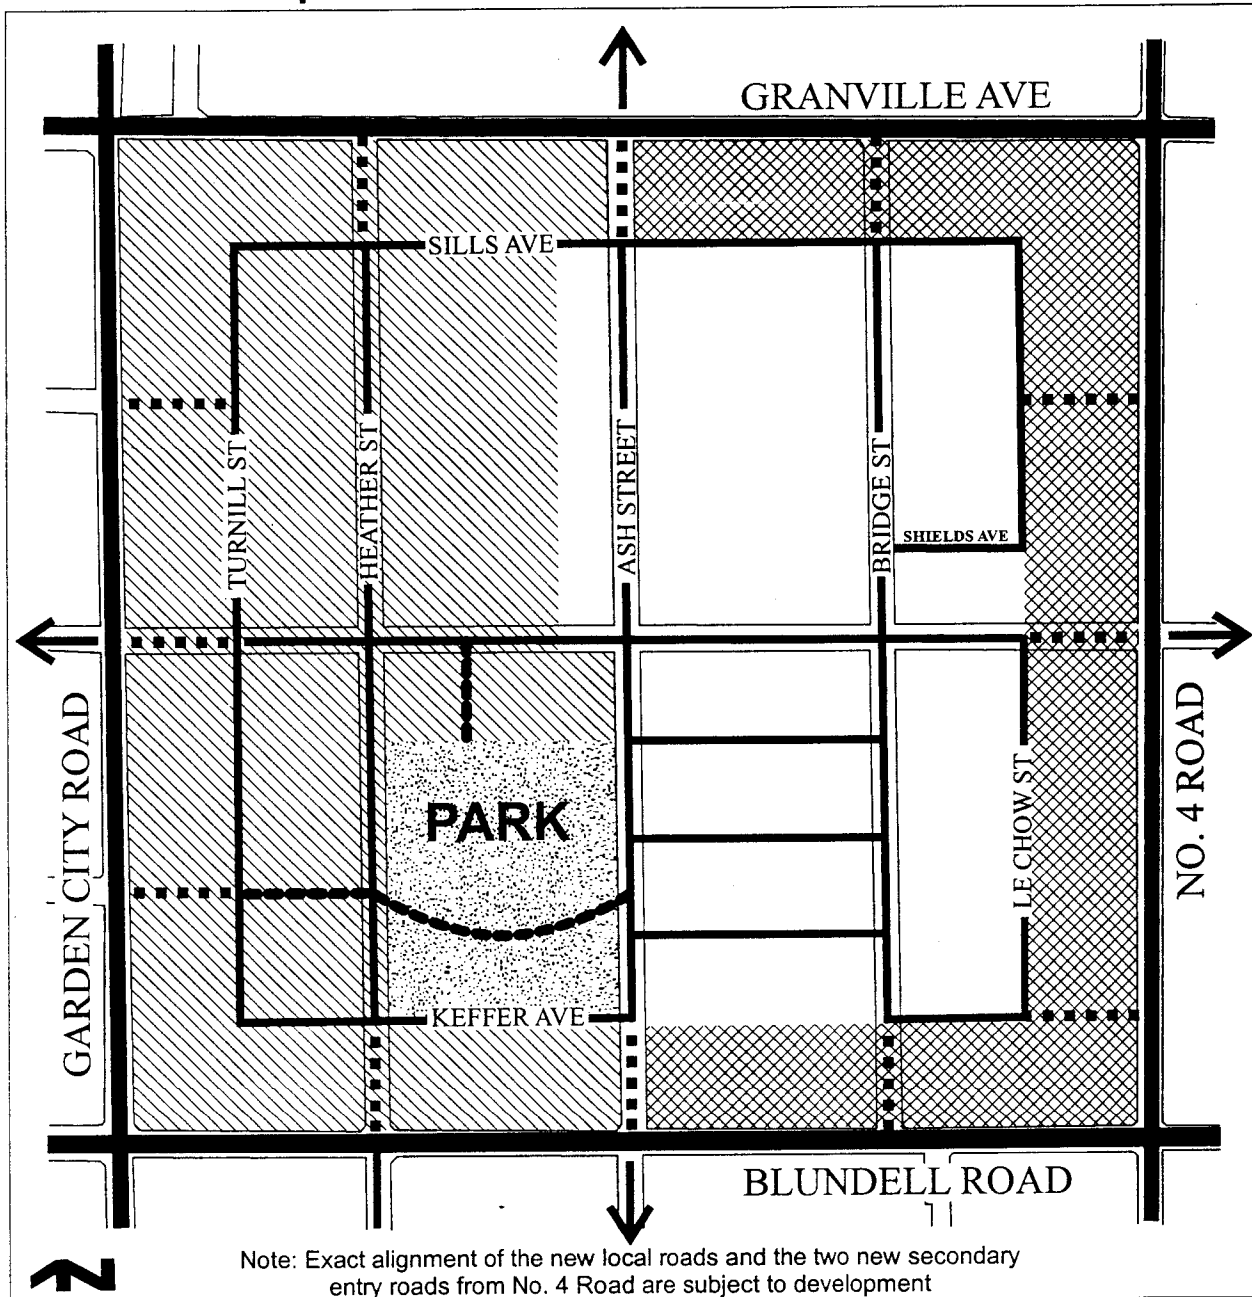 GRANVILLE AVE
SILLS AVE
TURNILL ST
HEATHER ST
ASH STREET
BRIDGE ST
SHIELDS AVE
GARDEN CITY ROAD
PARK
LE CHOW ST
NO. 4 ROAD
KEFFER AVE
BLUNDELL ROAD
N
Note: Exact alignment of the new local roads and the two new secondary
entry roads from No. 4 Road are subject to development